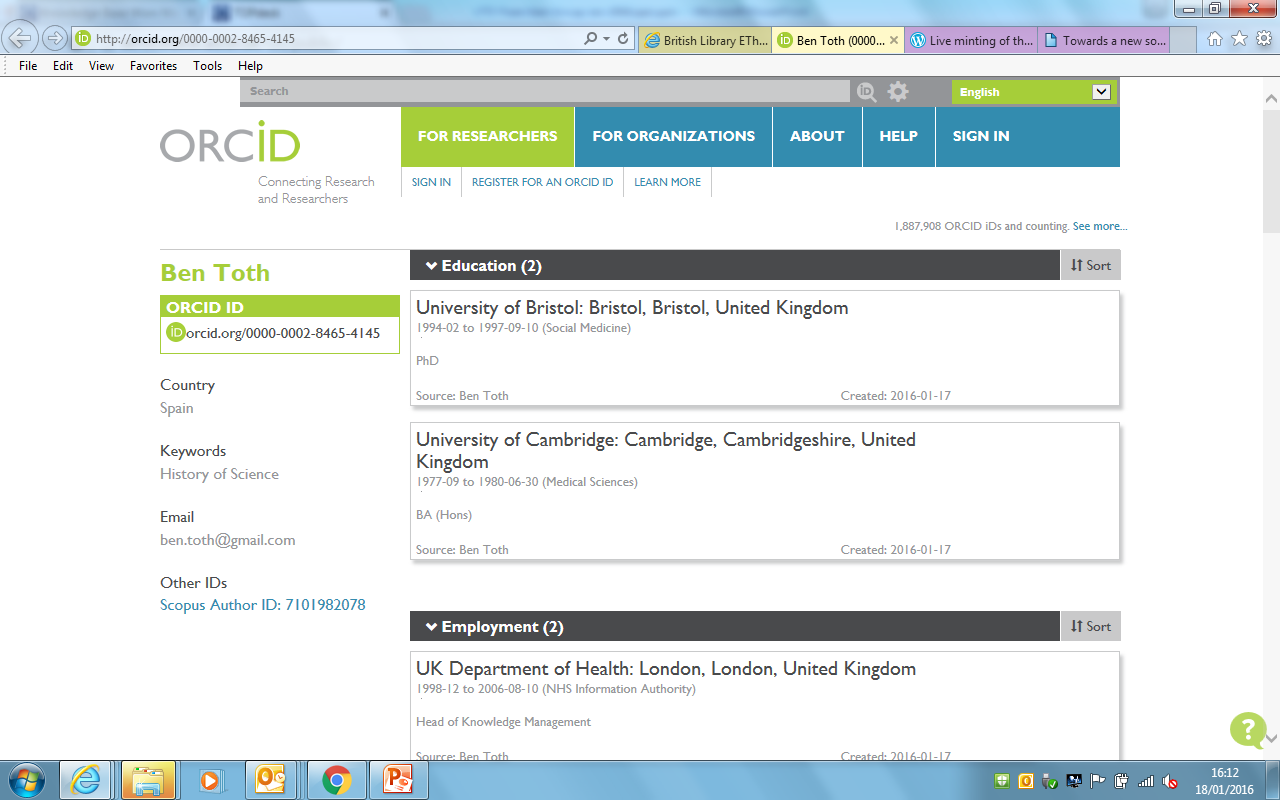 http://orcid.org/0000-0002-8465-4145
British Library ETh...
Ben Toth (0000...
Live minting of th...
Towards a new so...
File Edit View Favorites Tools Help
Search
iD
English
ORCiD
Connecting Research
and Researchers
FOR RESEARCHERS FOR ORGANIZATIONS ABOUT HELP SIGN IN
SIGN IN REGISTER FOR AN ORCID ID LEARN MORE
1,887,908 ORCID iDs and counting. See more...
Ben Toth
ORCID ID
iD orcid.org/0000-0002-8465-4145
Country
Spain
Keywords
History of Science
Email
ben.toth@gmail.com
Other IDs
Scopus Author ID: 7101982078
Education (2) Sort
University of Bristol: Bristol, Bristol, United Kingdom
1994-02 to 1997-09-10 (Social Medicine)
PhD
Source: Ben Toth Created: 2016-01-17
University of Cambridge: Cambridge, Cambridgeshire, United
Kingdom
1977-09 to 1980-06-30 (Medical Sciences)
BA (Hons)
Source: Ben Toth Created: 2016-01-17
Employment (2) Sort
UK Department of Health: London, London, United Kingdom
1998-12 to 2006-08-10 (NHS Information Authority)
Head of Knowledge Management
Source: Ben Toth Created: 2016-01-17
?
16:12
18/01/2016